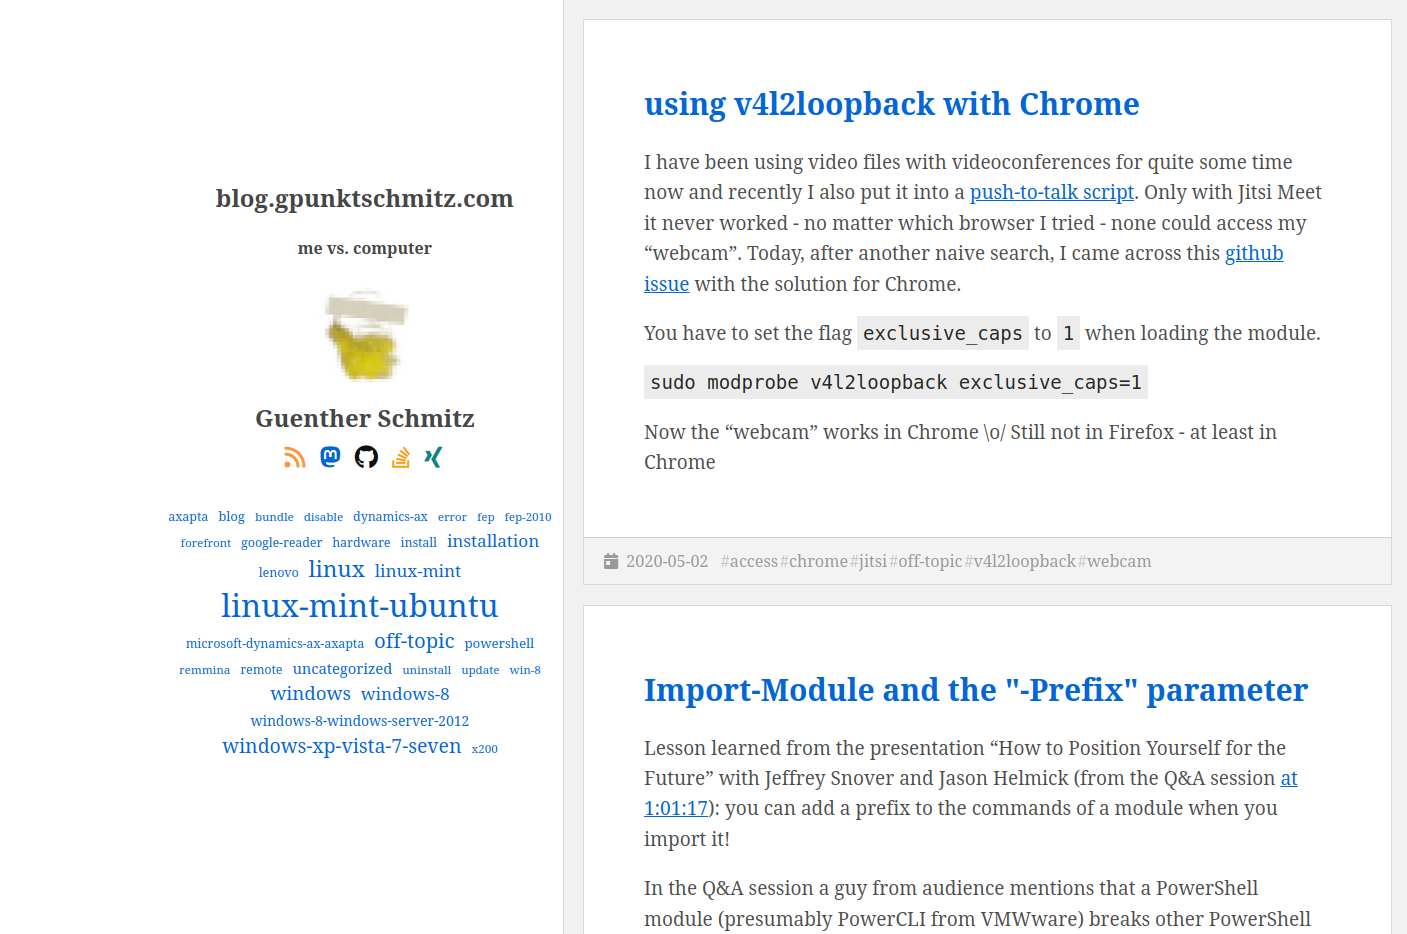 blog.gpunktschmitz.com
me vs. computer
Guenther Schmitz
axapta blog bundle disable dynamics-ax error fep fep-2010
forefront google-reader hardware install installation
lenovo linux linux-mint
linux-mint-ubuntu
microsoft-dynamics-ax-axapta off-topic powershell
remmina remote uncategorized uninstall update win-8
windows windows-8
windows-8-windows-server-2012
windows-xp-vista-7-seven x200
using v4l2loopback with Chrome
I have been using video files with videoconferences for quite some time
now and recently I also put it into a push-to-talk script. Only with Jitsi Meet
it never worked - no matter which browser I tried - none could access my
“webcam”. Today, after another naive search, I came across this github
issue with the solution for Chrome.
You have to set the flag exclusive_caps to 1 when loading the module.
sudo modprobe v4l2loopback exclusive_caps=1
Now the “webcam” works in Chrome \o/ Still not in Firefox - at least in
Chrome
2020-05-02 #access #chrome #jitsi #off-topic #v4l2loopback #webcam
Import-Module and the "-Prefix" parameter
Lesson learned from the presentation “How to Position Yourself for the
Future” with Jeffrey Snover and Jason Helmick (from the Q&A session at
1:01:17): you can add a prefix to the commands of a module when you
import it!
In the Q&A session a guy from audience mentions that a PowerShell
module (presumably PowerCLI from VMWware) breaks other PowerShell